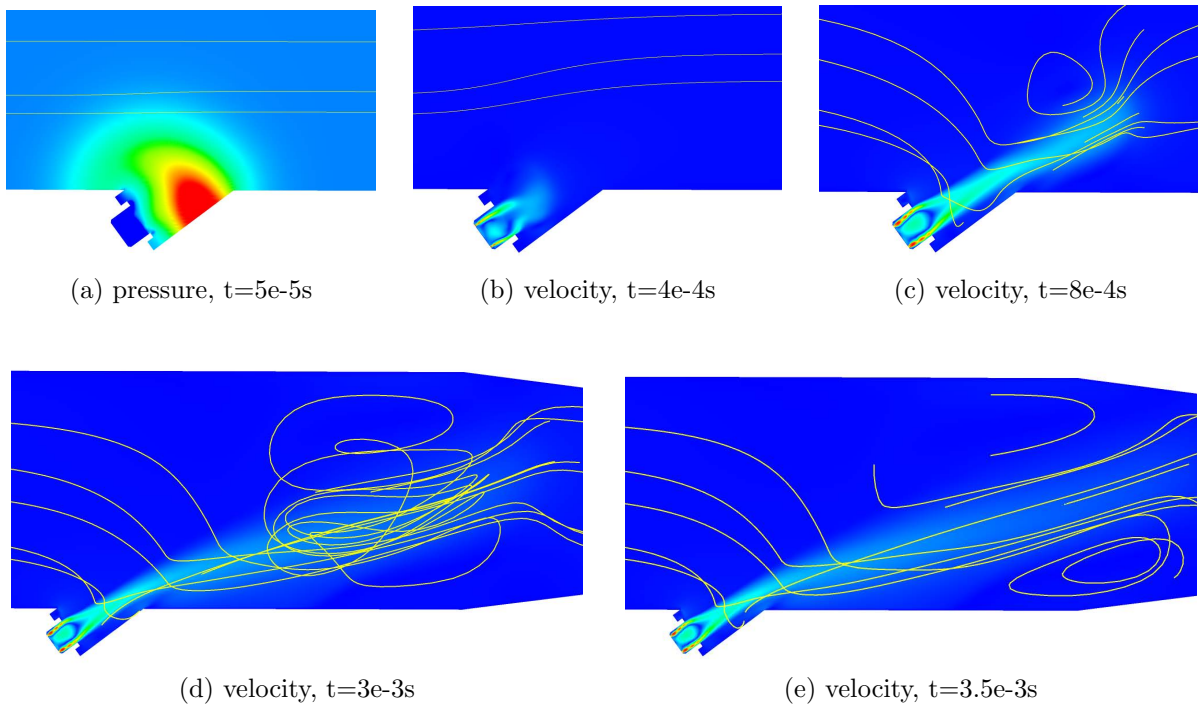 (a) pressure, t=5e-5s
(b) velocity, t=4e-4s
(c) velocity, t=8e-4s
(d) velocity, t=3e-3s
(e) velocity, t=3.5e-3s